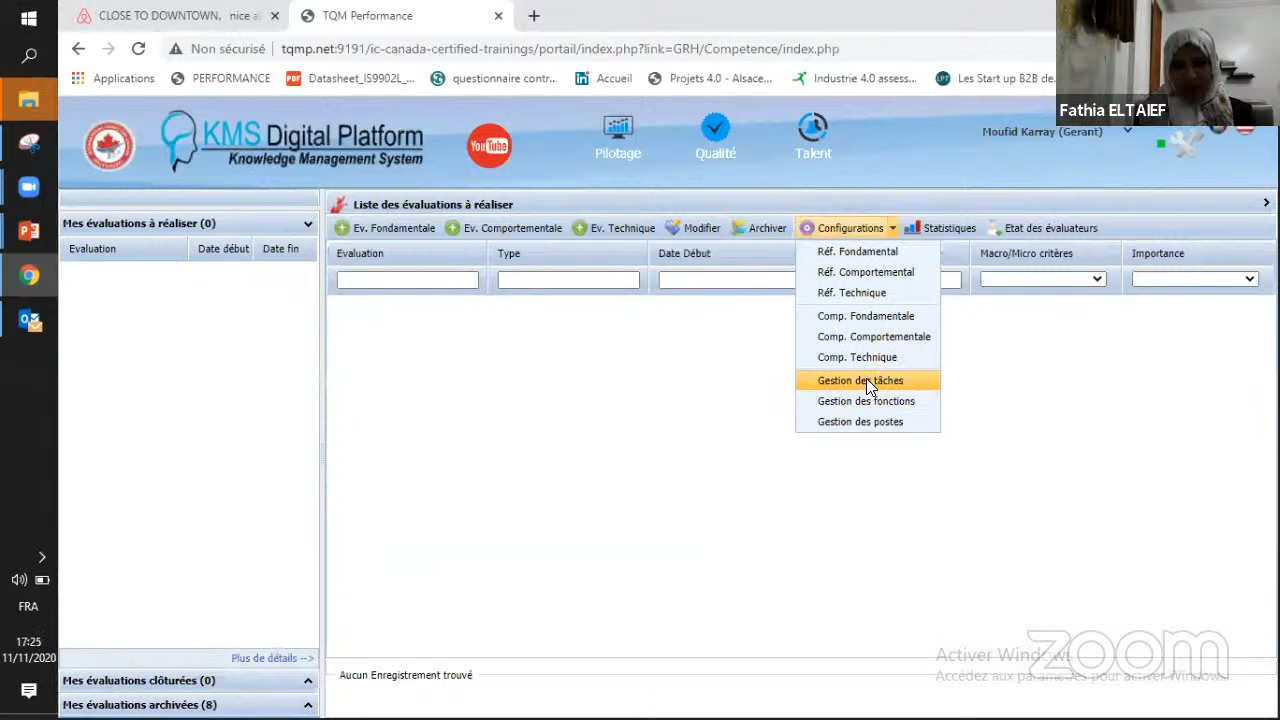 CLOSE TO DOWNTOWN. nice a
TQM Performance
Non sécurisé tqmp.net:9191/ic-canada-certified-trainings/portail/index.php?link=GRH/Competence/index.php
Applications PERFORMANCE Datasheet_IS9902L_... questionnaire contr... Accueil Projets 4.0 - Alsace... Industrie 4.0 assess... Les Start up B2B de
Fathia ELTAIEF
KMS Digital Platform
Knowledge Management System
You Tube
Pilotage Qualité Talent
Moufid Karray (Gerant)
Mes évaluations à réaliser (0)
Evaluation Date début Date fin
Plus de détails -->
Mes évaluations clôturées (0)
Mes évaluations archivées (8)
Liste des évaluations à réaliser
Ev. Fondamentale Ev. Comportementale Ev. Technique Modifier Archiver Configurations Statistiques Etat des évaluateurs
Evaluation Type Date Début Macro/Micro critères Importance
Réf. Fondamental
Réf. Comportemental
Réf. Technique
Comp. Fondamentale
Comp. Comportementale
Comp. Technique
Gestion des tâches
Gestion des fonctions
Gestion des postes
Aucun Enregistrement trouvé
Activer Windows
Accédez aux paramètres pour activer Windows.
zoom
FRA
17:25
11/11/2020